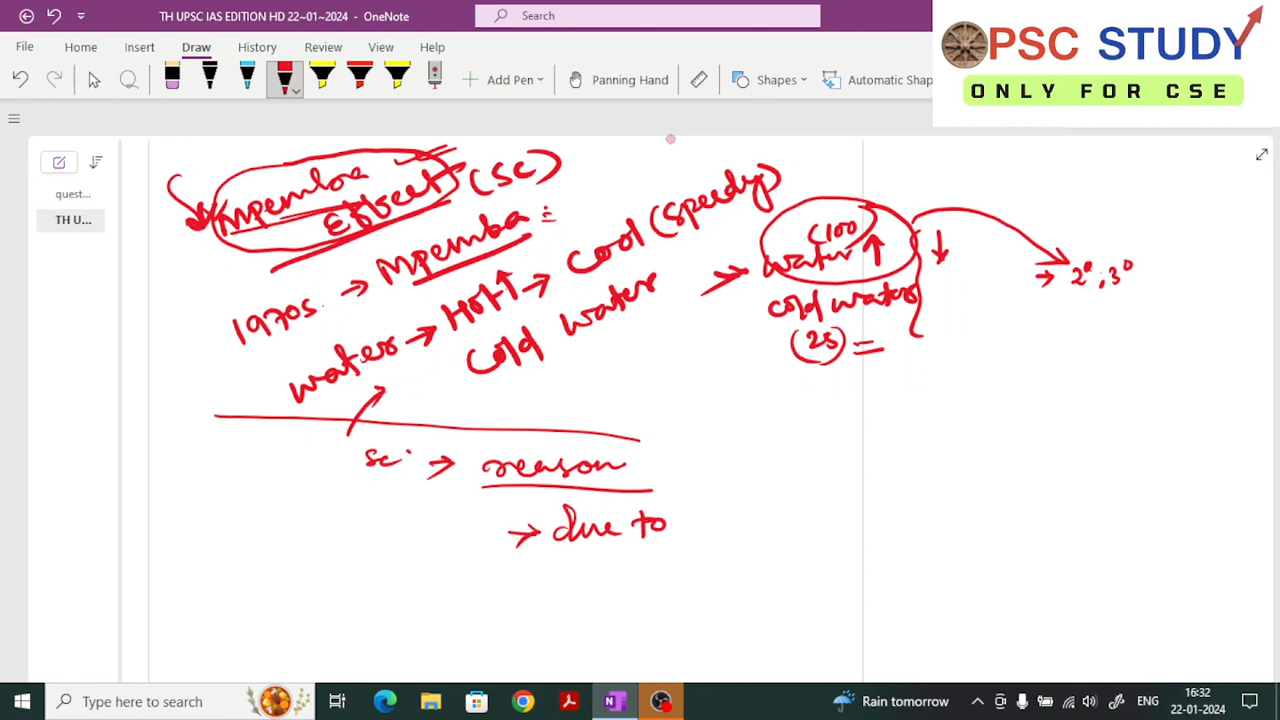 TH UPSC IAS EDITION HD 22~01~2024 - OneNote
Search
File Home Insert Draw History Review View Help
Add Pen
Panning Hand
Shapes
Automatic Shap
PSC STUDY
ONLY FOR CSE
quest...
TH U...
Mpemba
Effect (SC)
1970s. → Mpemba =
water → Hot ↑ → Cool (speedy)
cold water
(100)
water ↑ ↓
cold water
(25) =
→ 2°, 3°
Sc. → reason
→ due to
Type here to search
Rain tomorrow
ENG
16:32
22-01-2024